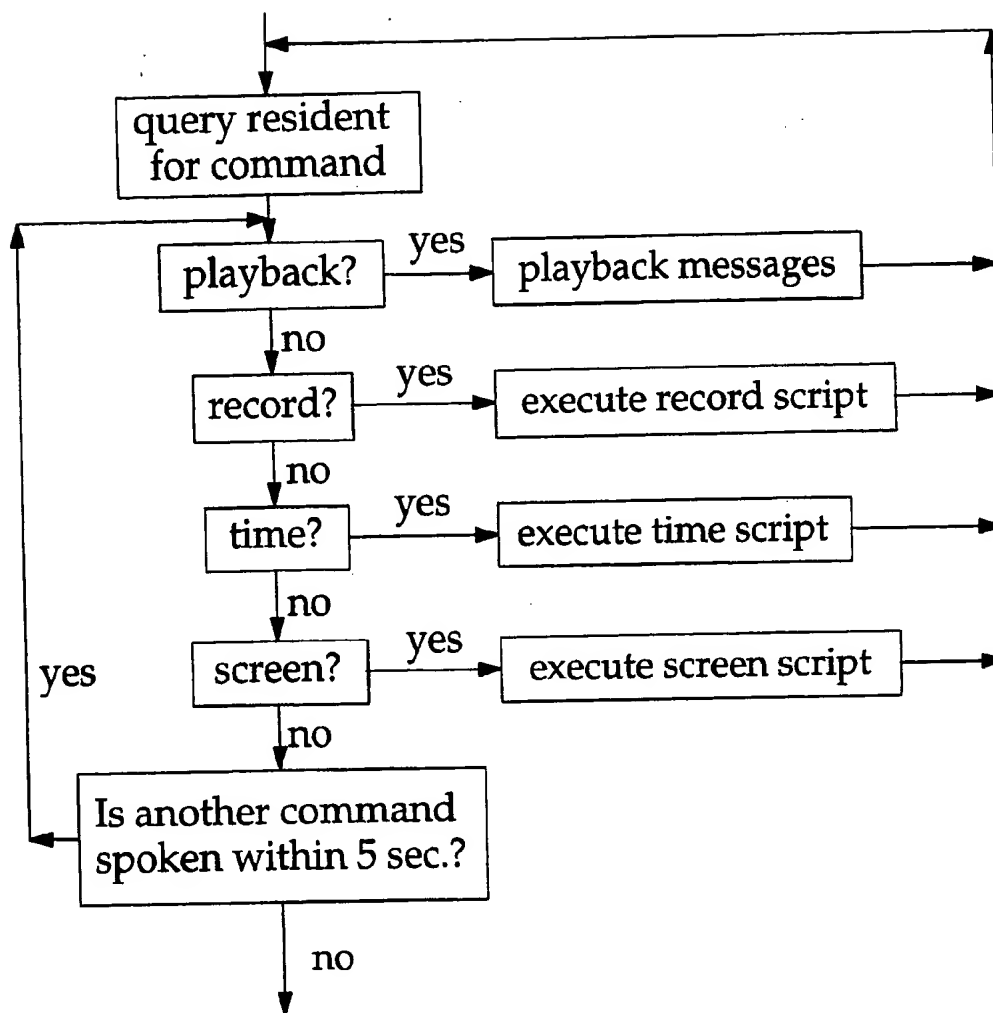 query resident
for command
playback?
yes
playback messages
no
record?
yes
execute record script
no
time?
yes
execute time script
no
screen?
yes
execute screen script
yes
no
Is another command
spoken within 5 sec.?
no